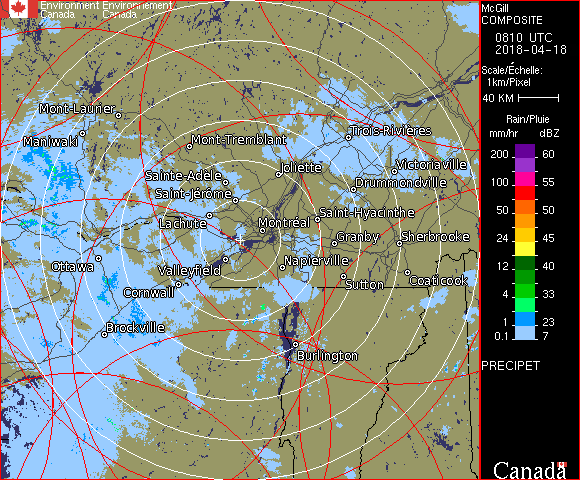 Environment Environnement
Canada Canada
McGill
COMPOSITE
0810 UTC
2018-04-18
Scale/Échelle:
1km/Pixel
40 KM
Rain/Pluie
mm/hr dBZ
200 60
150 57
100 55
50 50
24 45
12 40
4 33
1 23
0.1 7
PRECIPET
Canada
Mont-Laurier
Maniwaki
Mont-Tremblant
Trois-Rivières
Sainte-Adèle
Joliette
Victoriaville
Saint-Jérôme
Drummondville
Lachute
Saint-Hyacinthe
Montréal
Granby
Sherbrooke
Ottawa
Valleyfield
Napierville
Sutton
Coaticook
Cornwall
Brockville
Burlington